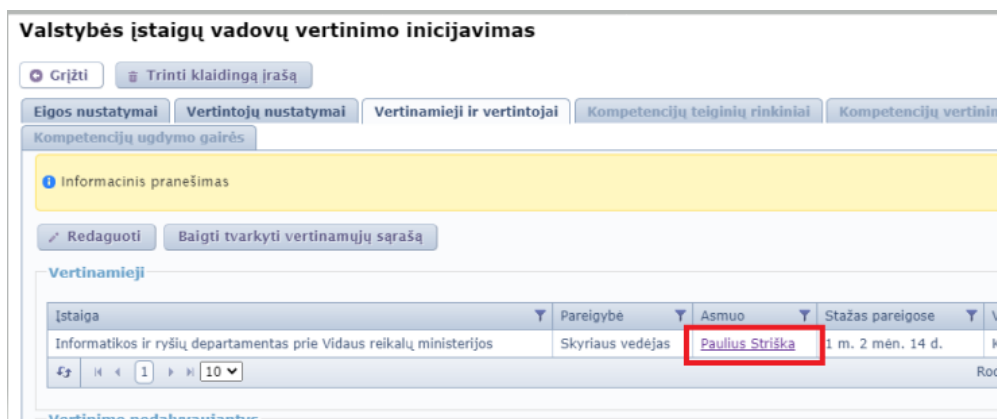 Valstybės įstaigų vadovų vertinimo inicijavimas
Grįžti Trinti klaidingą įrašą
Eigos nustatymai Vertintojų nustatymai Vertinamieji ir vertintojai Kompetencijų teiginių rinkiniai Kompetencijų
Kompetencijų ugdymo gairės
Informacinis pranešimas
Redaguoti Baigti tvarkyti vertinamųjų sąrašą
Vertinamieji
Įstaiga Pareigybė Asmuo Stažas pareigose
Informatikos ir ryšių departamentas prie Vidaus reikalų ministerijos Skyriaus vedėjas Paulius Striška 1 m. 2 mėn. 14 d.
1 10